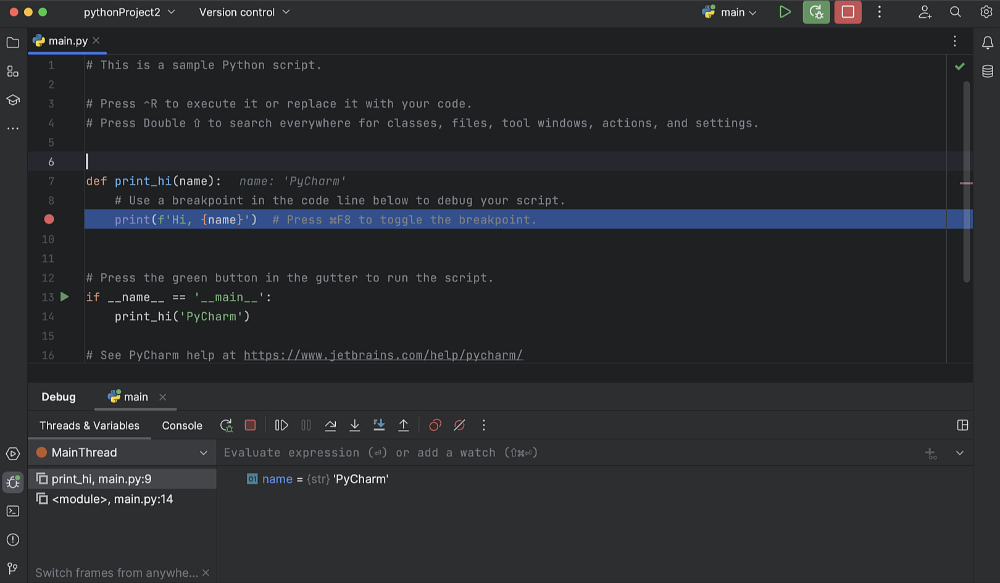 pythonProject2 Version control main
main.py
1 # This is a sample Python script.
2
3 # Press ⌃R to execute it or replace it with your code.
4 # Press Double ⇧ to search everywhere for classes, files, tool windows, actions, and settings.
5
6
7 def print_hi(name): name: 'PyCharm'
8 # Use a breakpoint in the code line below to debug your script.
print(f'Hi, {name}') # Press ⌘F8 to toggle the breakpoint.
10
11
12 # Press the green button in the gutter to run the script.
13 if __name__ == '__main__':
14 print_hi('PyCharm')
15
16 # See PyCharm help at https://www.jetbrains.com/help/pycharm/
Debug main
Threads & Variables Console
MainThread Evaluate expression (⏎) or add a watch (⇧⌘⏎)
print_hi, main.py:9 01 name = {str} 'PyCharm'
<module>, main.py:14
Switch frames from anywhe...